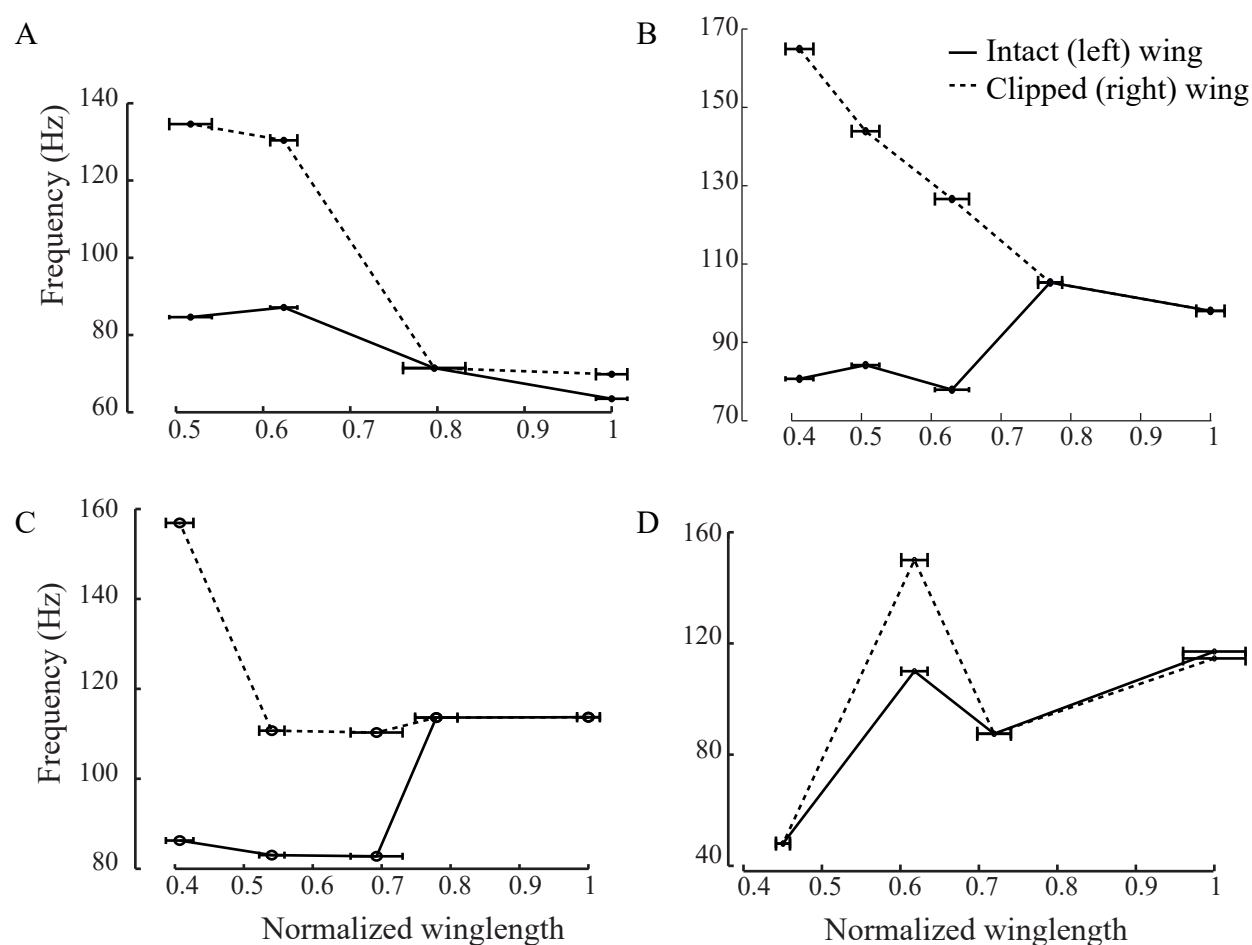 A
Frequency (Hz)
140
120
100
80
60
0.5 0.6 0.7 0.8 0.9 1
B
Intact (left) wing
Clipped (right) wing
170
150
130
110
90
70
0.4 0.5 0.6 0.7 0.8 0.9 1
C
Frequency (Hz)
160
140
120
100
80
0.4 0.5 0.6 0.7 0.8 0.9 1
Normalized winglength
D
160
120
80
40
0.4 0.5 0.6 0.7 0.8 0.9 1
Normalized winglength